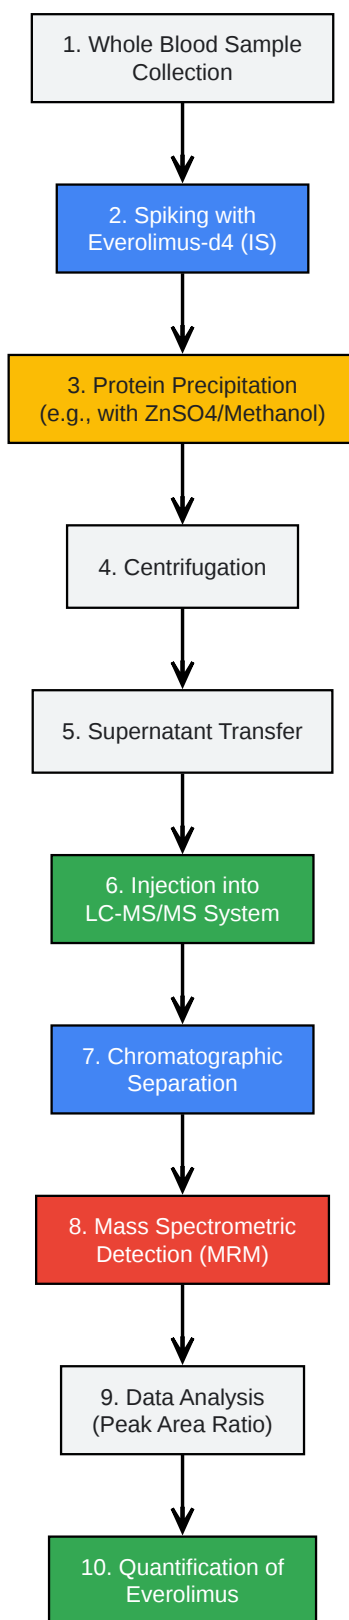 1. Whole Blood Sample
Collection
2. Spiking with
Everolimus-d4 (IS)
3. Protein Precipitation
(e.g., with ZnSO4/Methanol)
4. Centrifugation
5. Supernatant Transfer
6. Injection into
LC-MS/MS System
7. Chromatographic
Separation
8. Mass Spectrometric
Detection (MRM)
9. Data Analysis
(Peak Area Ratio)
10. Quantification of
Everolimus